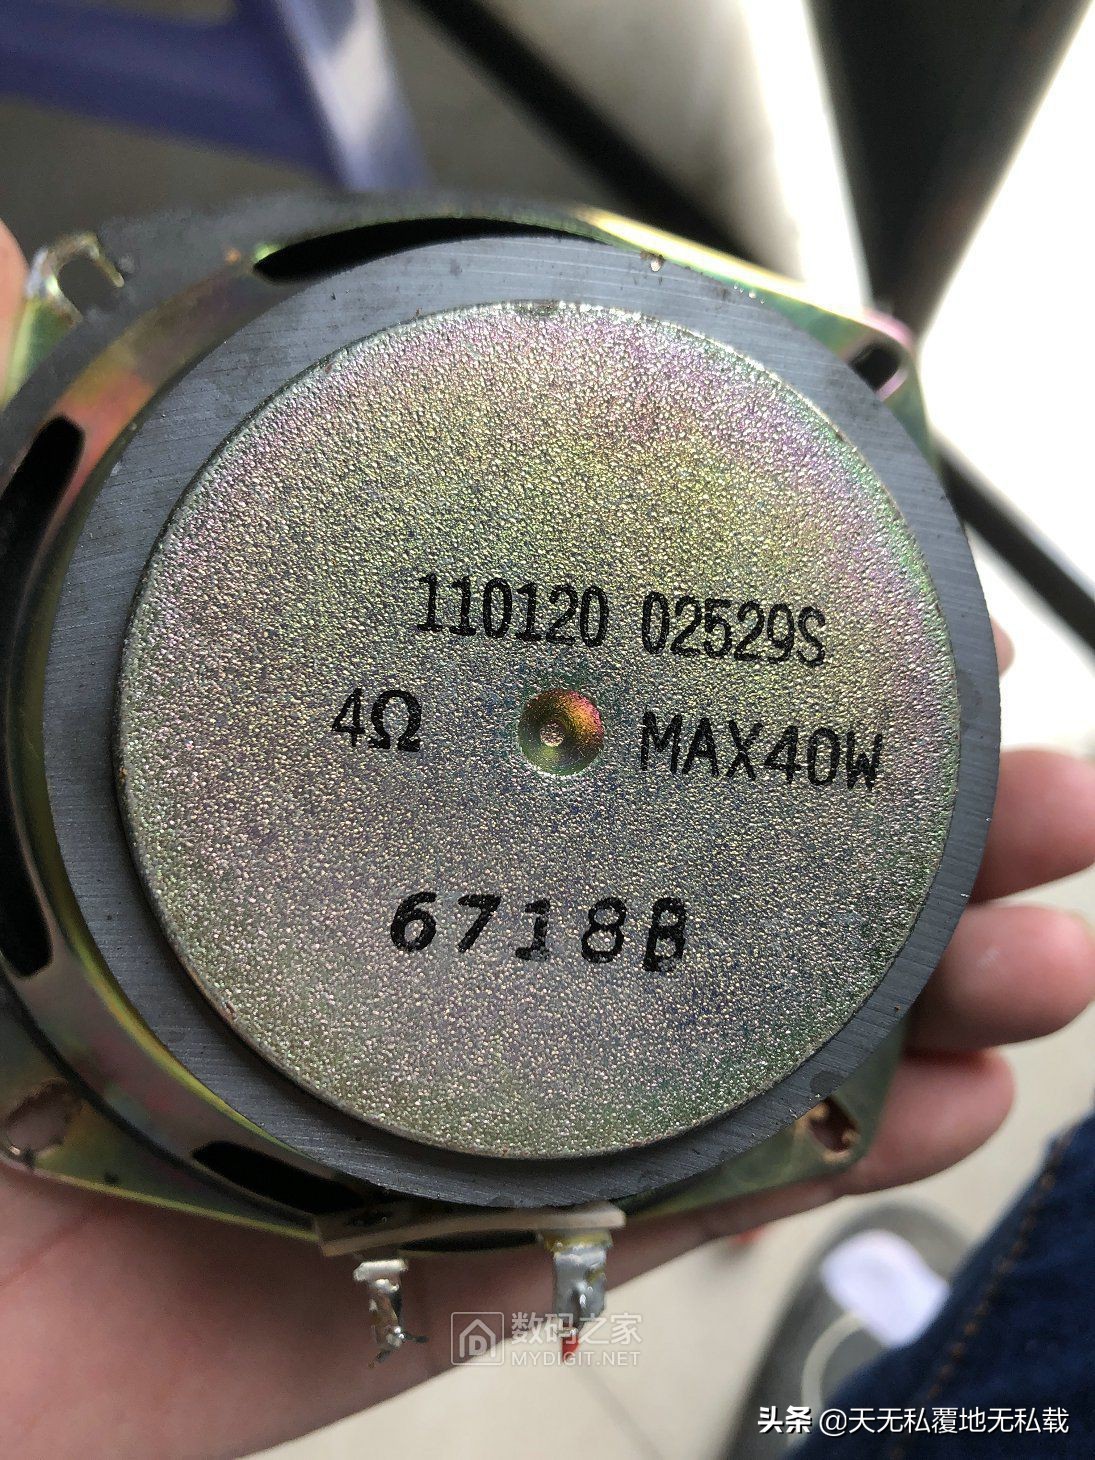 110120 02529S
4Ω MAX40W
6718B
数码之家
MYDIGIT.NET
头条 @天无私覆地无私载